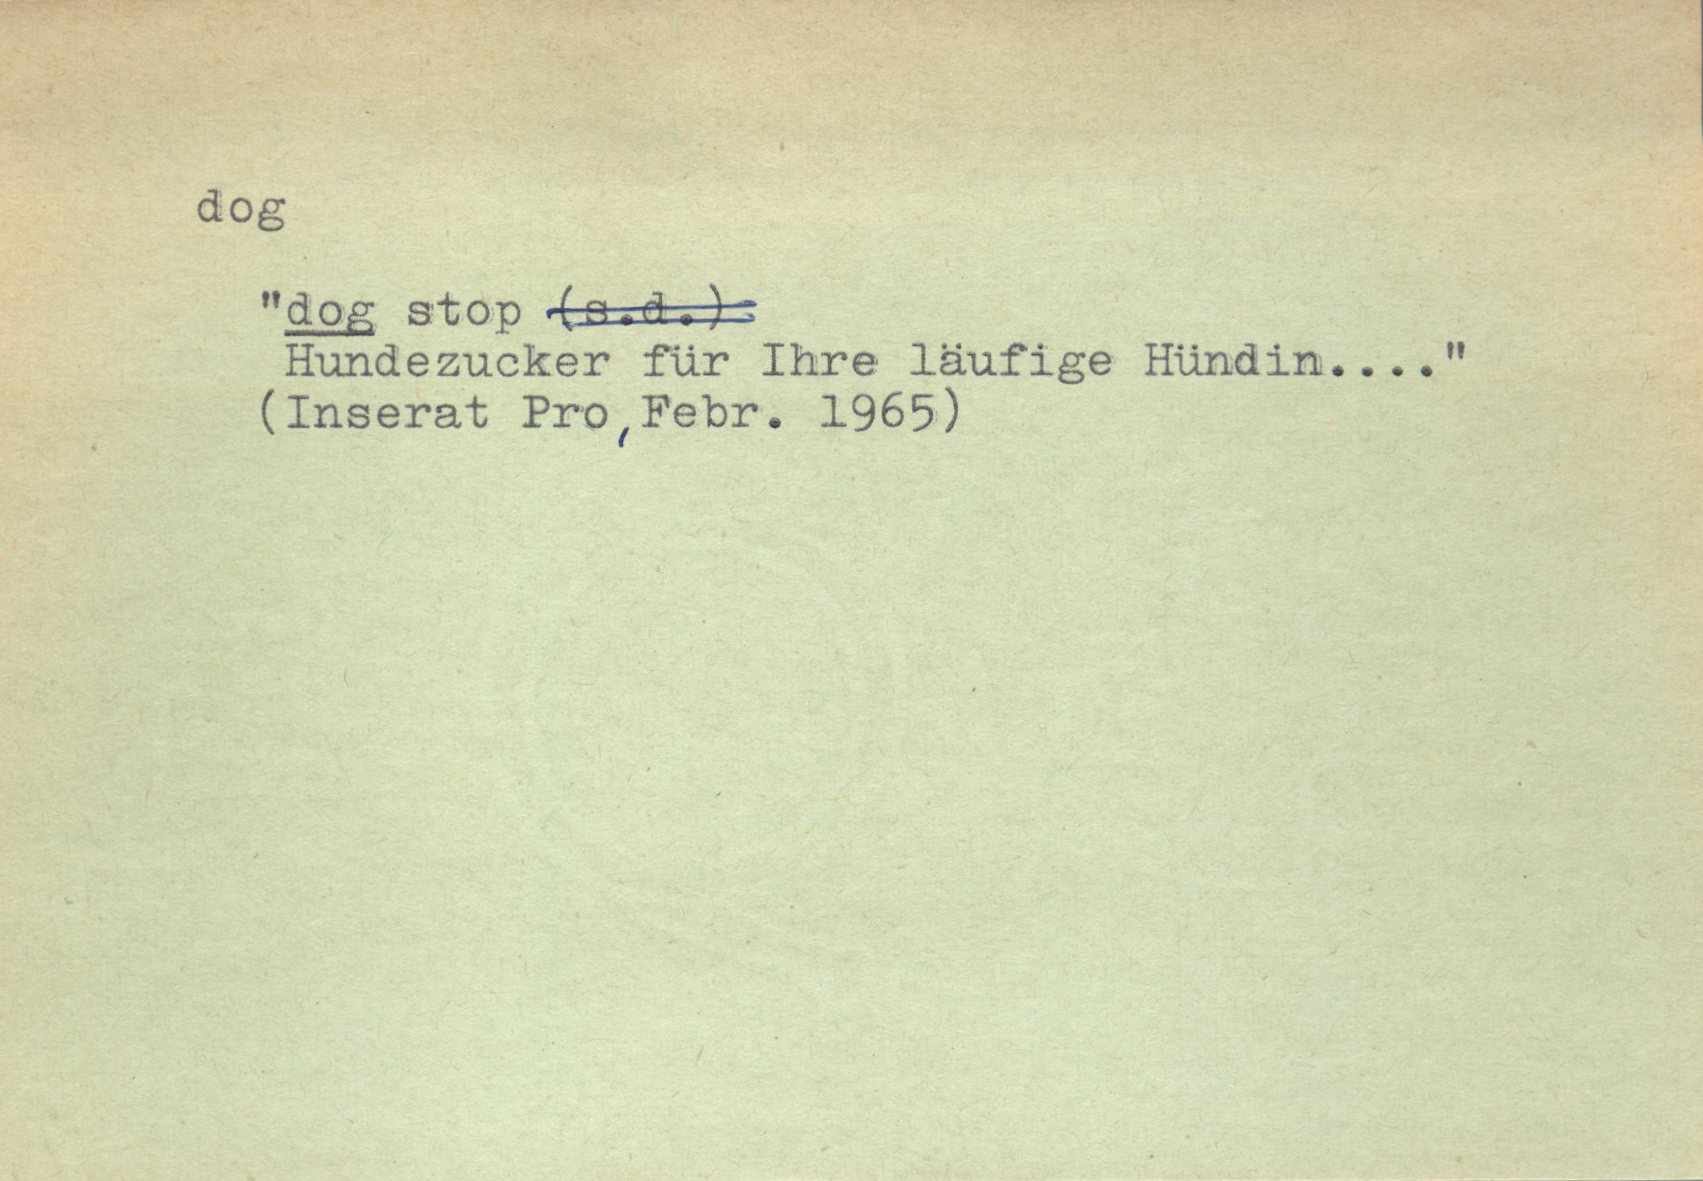 dog
"dog stop (s.d.)
Hundezucker für Ihre läufige Hündin...."
(Inserat Pro, Febr. 1965)